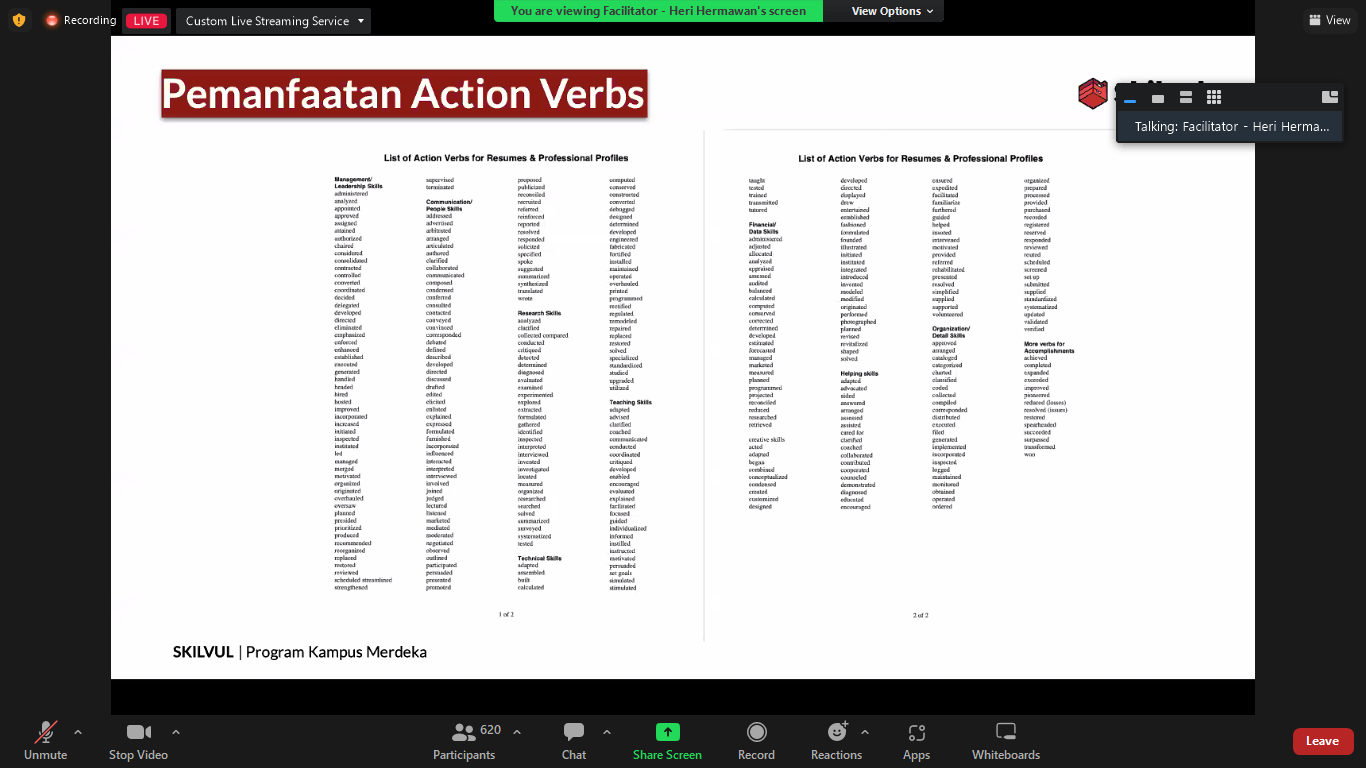 Recording
LIVE
Custom Live Streaming Service
You are viewing Facilitator - Heri Hermawan's screen
View Options
View
Pemanfaatan Action Verbs
Talking: Facilitator - Heri Herma...
List of Action Verbs for Resumes & Professional Profiles
Management/
Leadership Skills
administered
analyzed
appointed
approved
assigned
attained
authorized
chaired
considered
consolidated
contracted
controlled
converted
coordinated
decided
delegated
developed
directed
eliminated
emphasized
enforced
enhanced
established
executed
generated
handled
headed
hired
hosted
improved
incorporated
increased
initiated
inspected
instituted
led
managed
merged
motivated
organized
originated
overhauled
oversaw
planned
presided
prioritized
produced
recommended
reorganized
replaced
restored
reviewed
scheduled streamlined
strengthened
supervised
terminated
Communication/
People Skills
addressed
advertised
arbitrated
arranged
articulated
authored
clarified
collaborated
communicated
composed
condensed
conferred
consulted
contacted
conveyed
convinced
corresponded
debated
defined
described
developed
directed
discussed
drafted
edited
elicited
enlisted
explained
expressed
formulated
furnished
incorporated
influenced
interacted
interpreted
interviewed
involved
joined
judged
lectured
listened
marketed
mediated
moderated
negotiated
observed
outlined
participated
persuaded
presented
promoted
proposed
publicized
reconciled
recruited
referred
reinforced
reported
resolved
responded
solicited
specified
spoke
suggested
summarized
synthesized
translated
wrote
Research Skills
analyzed
clarified
collected compared
conducted
critiqued
detected
determined
diagnosed
evaluated
examined
experimented
explored
extracted
formulated
gathered
identified
inspected
interpreted
interviewed
invented
investigated
located
measured
organized
researched
searched
solved
summarized
surveyed
systematized
tested
Technical Skills
adapted
assembled
built
calculated
computed
conserved
constructed
converted
debugged
designed
determined
developed
engineered
fabricated
fortified
installed
maintained
operated
overhauled
printed
programmed
rectified
regulated
remodeled
repaired
replaced
restored
solved
specialized
standardized
studied
upgraded
utilized
Teaching Skills
adapted
advised
clarified
coached
communicated
conducted
coordinated
critiqued
developed
enabled
encouraged
evaluated
explained
facilitated
focused
guided
individualized
informed
instilled
instructed
motivated
persuaded
set goals
simulated
stimulated
1 of 2
List of Action Verbs for Resumes & Professional Profiles
taught
tested
trained
transmitted
tutored
Financial/
Data Skills
administered
adjusted
allocated
analyzed
appraised
assessed
audited
balanced
calculated
computed
conserved
corrected
determined
developed
estimated
forecasted
managed
marketed
measured
planned
programmed
projected
reconciled
reduced
researched
retrieved
creative skills
acted
adapted
began
combined
conceptualized
condensed
created
customized
designed
developed
directed
displayed
drew
entertained
established
fashioned
formulated
founded
illustrated
initiated
instituted
integrated
introduced
invented
modeled
modified
originated
performed
photographed
planned
revised
revitalized
shaped
solved
Helping skills
adapted
advocated
aided
answered
arranged
assessed
assisted
cared for
clarified
coached
collaborated
contributed
cooperated
counseled
demonstrated
diagnosed
educated
encouraged
ensured
expedited
facilitated
familiarize
furthered
guided
helped
insured
intervened
motivated
provided
referred
rehabilitated
presented
resolved
simplified
supplied
supported
volunteered
Organization/
Detail Skills
approved
arranged
cataloged
categorized
charted
classified
coded
collected
compiled
corresponded
distributed
executed
filed
generated
implemented
incorporated
inspected
logged
maintained
monitored
obtained
operated
ordered
organized
prepared
processed
provided
purchased
recorded
registered
reserved
responded
reviewed
routed
scheduled
screened
set up
submitted
supplied
standardized
systematized
updated
validated
verified
More verbs for
Accomplishments
achieved
completed
expanded
exceeded
improved
pioneered
reduced (losses)
resolved (issues)
restored
spearheaded
succeeded
surpassed
transformed
won
2 of 2
SKILVUL | Program Kampus Merdeka
Unmute
Stop Video
Participants
620
Chat
Share Screen
Record
Reactions
Apps
Whiteboards
Leave